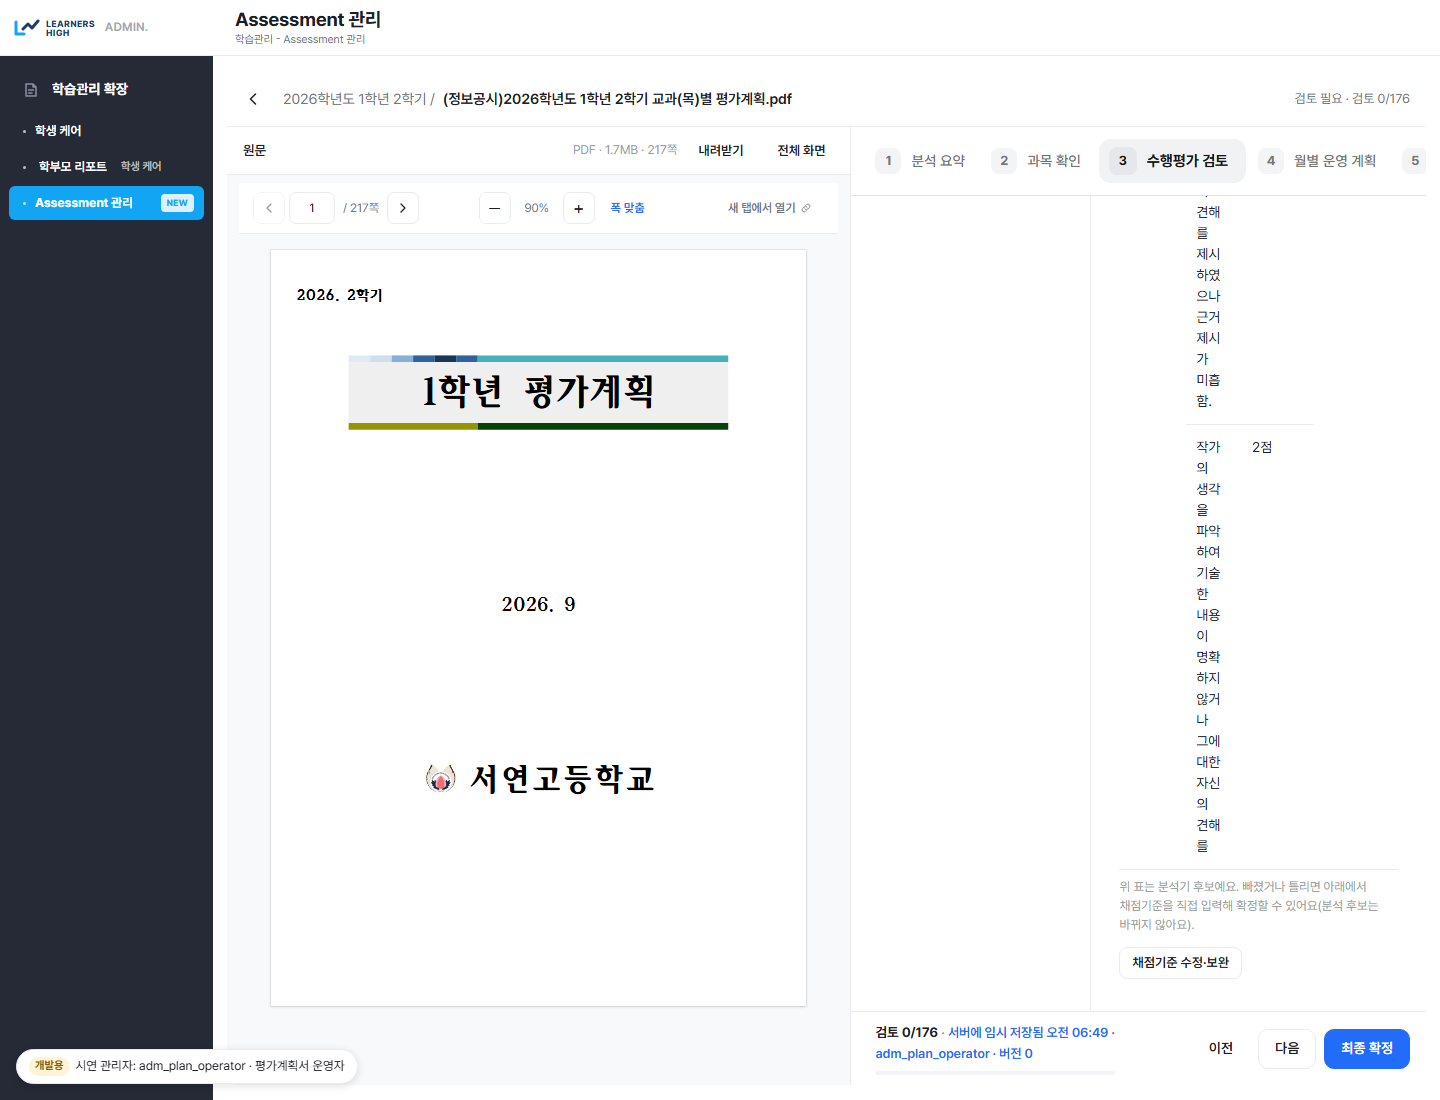 LEARNERS
HIGH
ADMIN.
Assessment 관리
학습관리 - Assessment 관리
학습관리 확장
학생 케어
학부모 리포트 학생 케어
Assessment 관리 NEW
2026학년도 1학년 2학기 / (정보공시)2026학년도 1학년 2학기 교과(목)별 평가계획.pdf
검토 필요 · 검토 0/176
원문
PDF · 1.7MB · 217쪽 내려받기 전체 화면
1 / 217쪽
90%
폭 맞춤
새 탭에서 열기
2026. 2학기
1학년 평가계획
2026. 9
서연고등학교
1 분석 요약
2 과목 확인
3 수행평가 검토
4 월별 운영 계획
5
견해
를
제시
하였
으나
근거
제시
가
미흡
함.
작가 2점
의
생각
을
파악
하여
기술
한
내용
이
명확
하지
않거
나
그에
대한
자신
의
견해
를
위 표는 분석기 후보예요. 빠졌거나 틀리면 아래에서
채점기준을 직접 입력해 확정할 수 있어요(분석 후보는
바뀌지 않아요).
채점기준 수정·보완
검토 0/176 · 서버에 임시 저장됨 오전 06:49 ·
adm_plan_operator · 버전 0
이전
다음
최종 확정
개발용 시연 관리자: adm_plan_operator · 평가계획서 운영자